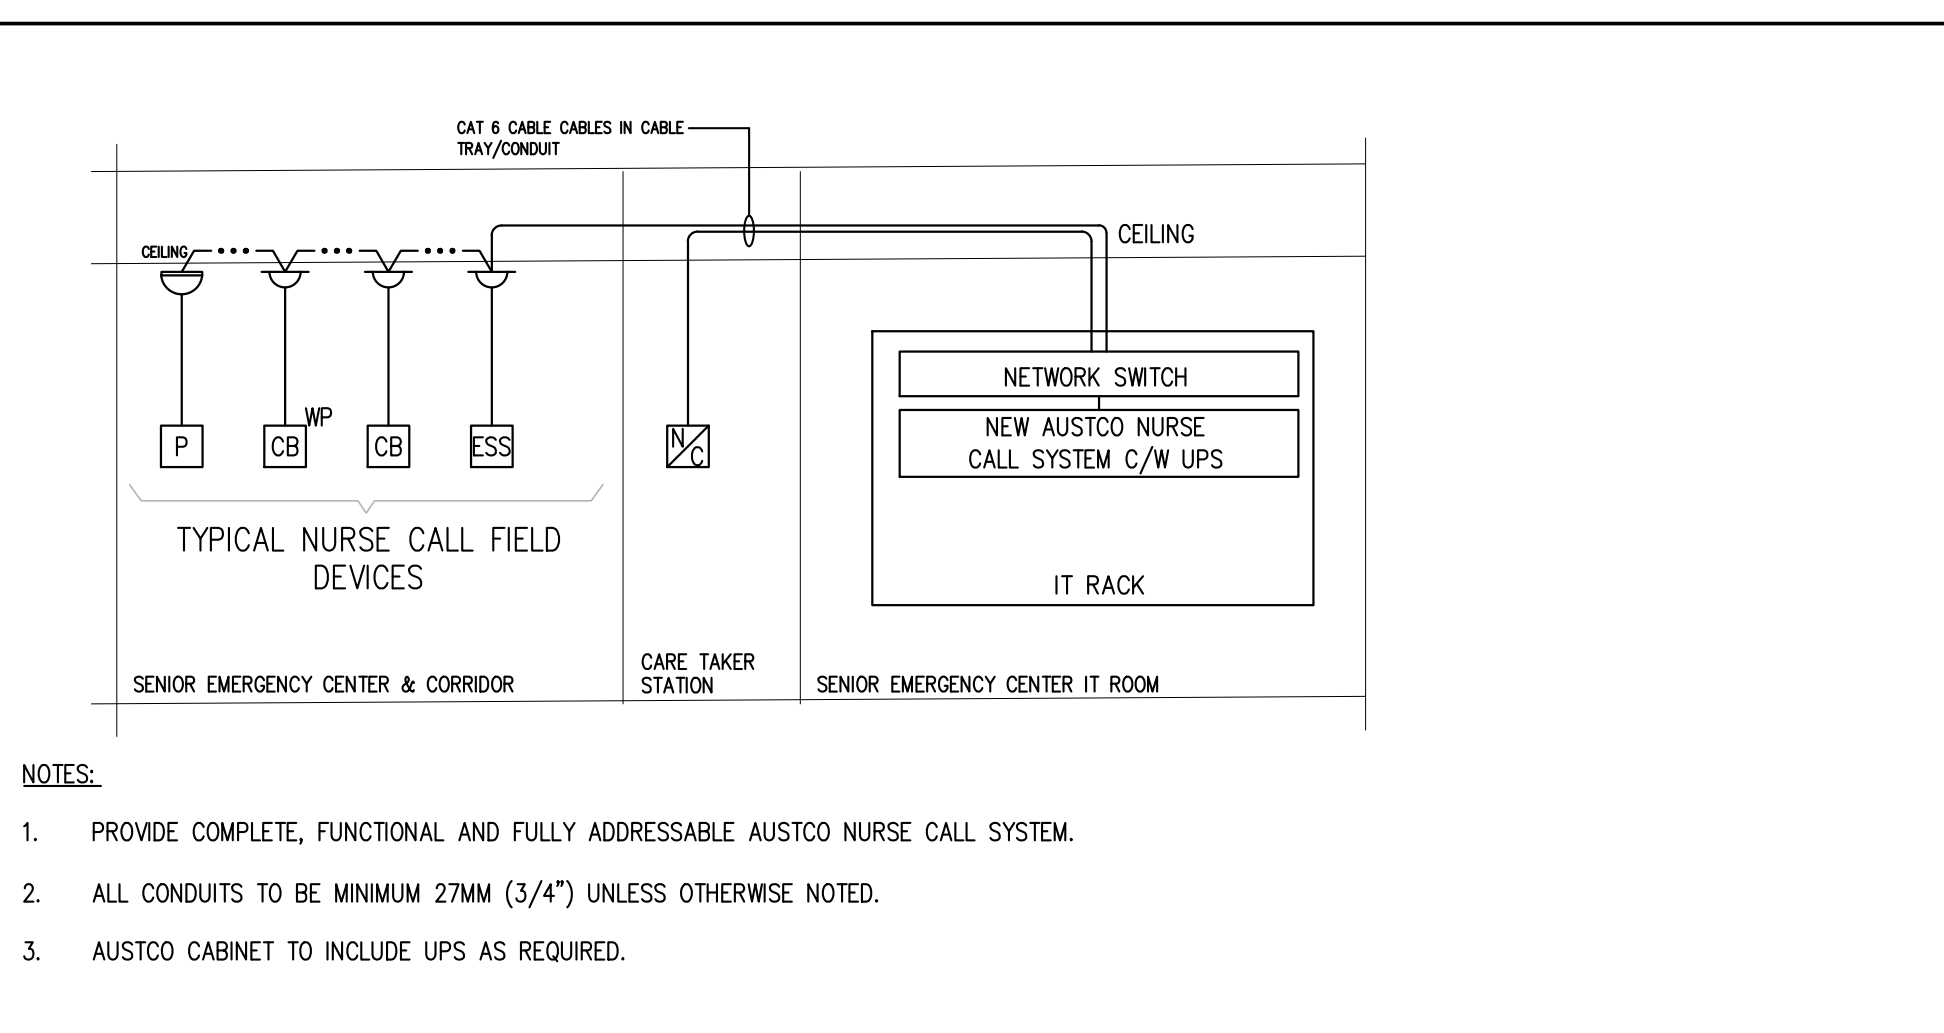 CAT 6 CABLE CABLES IN CABLE
TRAY/CONDUIT
CEILING
CEILING
WP
P
CB
CB
ESS
N/C
NETWORK SWITCH
NEW AUSTCO NURSE
CALL SYSTEM C/W UPS
IT RACK
TYPICAL NURSE CALL FIELD
DEVICES
SENIOR EMERGENCY CENTER & CORRIDOR
CARE TAKER
STATION
SENIOR EMERGENCY CENTER IT ROOM
NOTES:
1. PROVIDE COMPLETE, FUNCTIONAL AND FULLY ADDRESSABLE AUSTCO NURSE CALL SYSTEM.
2. ALL CONDUITS TO BE MINIMUM 27MM (3/4") UNLESS OTHERWISE NOTED.
3. AUSTCO CABINET TO INCLUDE UPS AS REQUIRED.